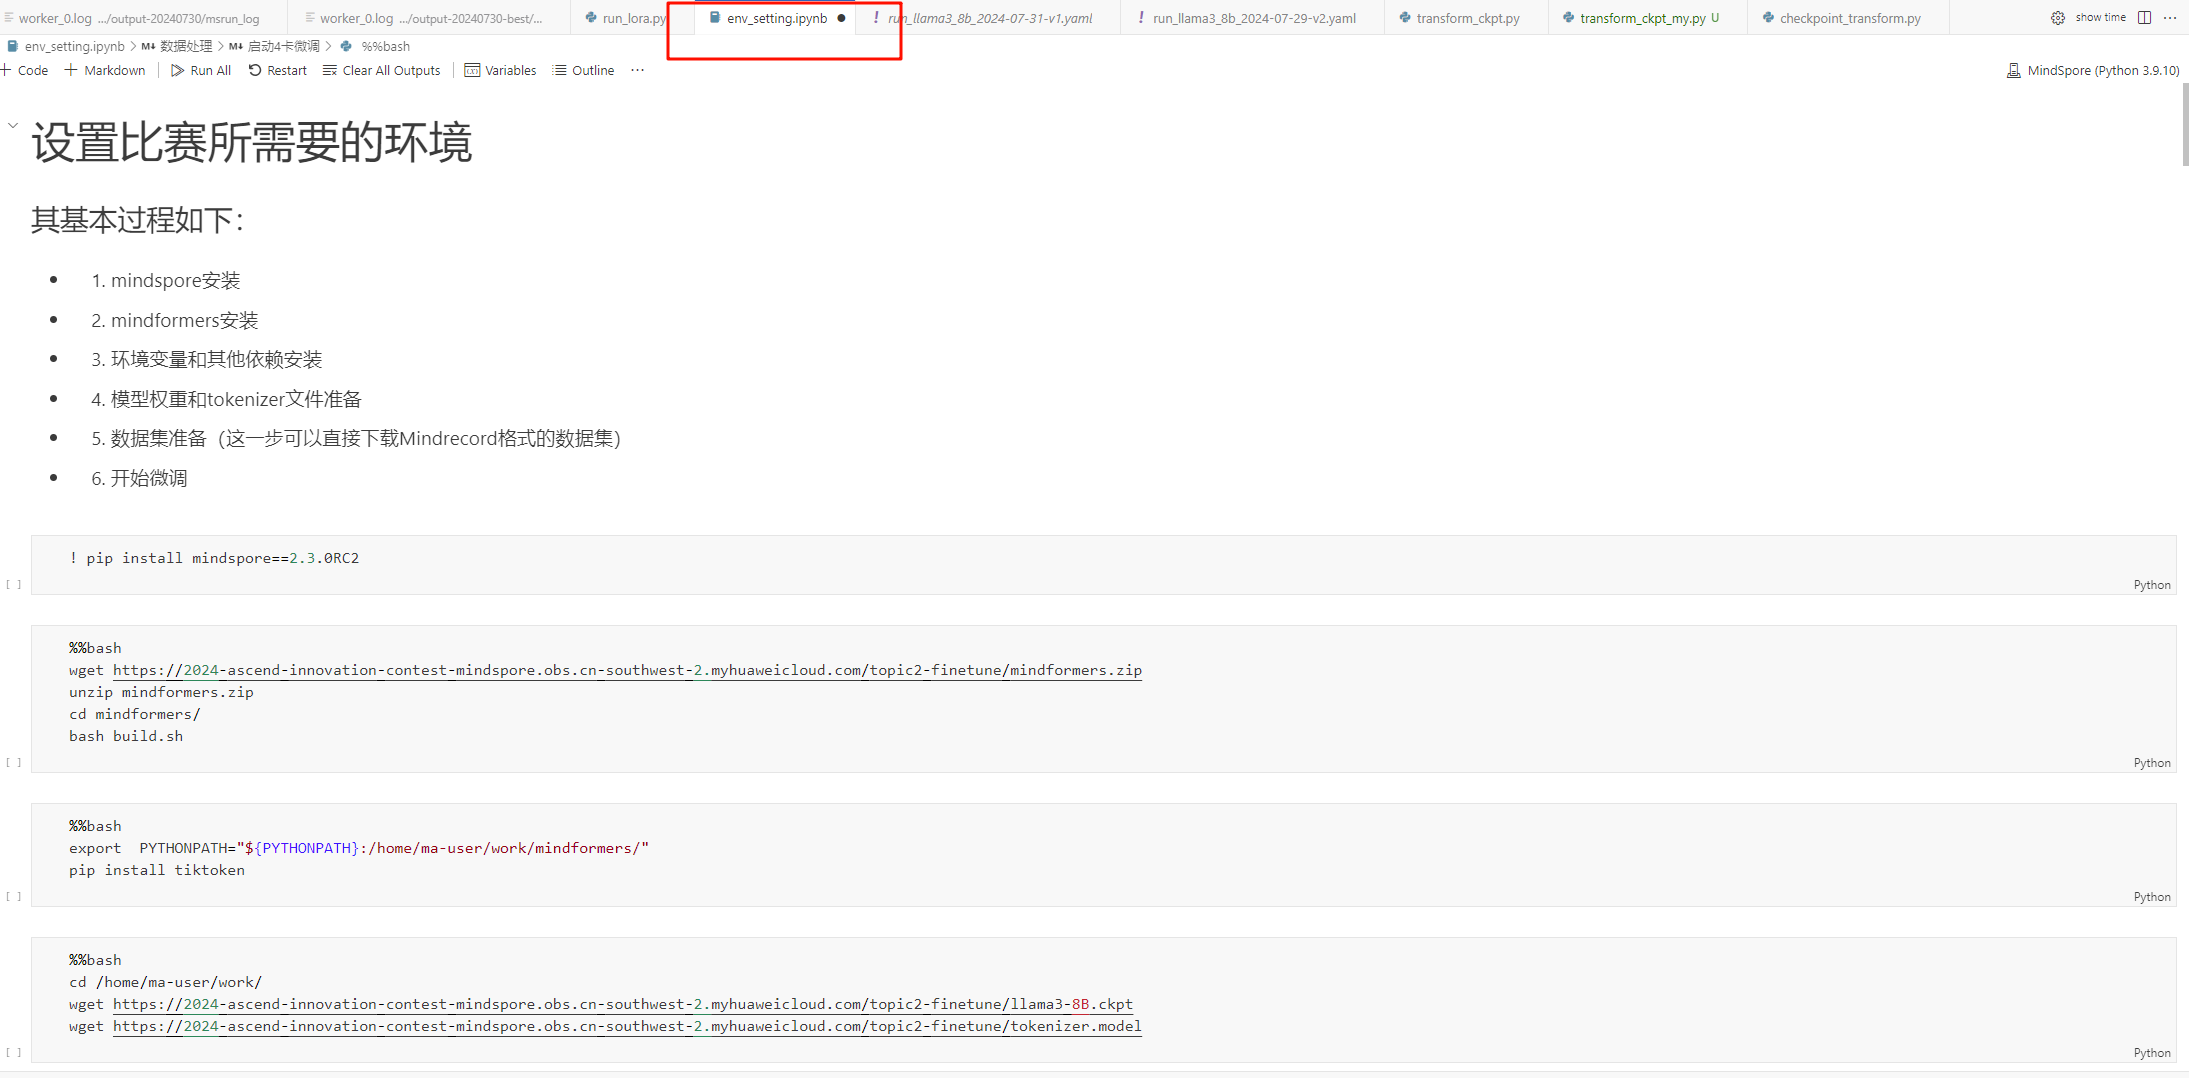 worker_0.log .../output-20240730/msrun_log worker_0.log .../output-20240730-best/... run_lora.py env_setting.ipynb ● ! run_llama3_8b_2024-07-31-v1.yaml ! run_llama3_8b_2024-07-29-v2.yaml transform_ckpt.py transform_ckpt_my.py U checkpoint_transform.py show time ...
env_setting.ipynb > M↓ 数据处理 > M↓ 启动4卡微调 > %%bash
+ Code + Markdown | Run All Restart Clear All Outputs | Variables Outline ... MindSpore (Python 3.9.10)
设置比赛所需要的环境
其基本过程如下：
• 1. mindspore安装
• 2. mindformers安装
• 3. 环境变量和其他依赖安装
• 4. 模型权重和tokenizer文件准备
• 5. 数据集准备（这一步可以直接下载Mindrecord格式的数据集）
• 6. 开始微调
! pip install mindspore==2.3.0RC2
[ ] Python
%%bash
wget https://2024-ascend-innovation-contest-mindspore.obs.cn-southwest-2.myhuaweicloud.com/topic2-finetune/mindformers.zip
unzip mindformers.zip
cd mindformers/
bash build.sh
[ ] Python
%%bash
export  PYTHONPATH="${PYTHONPATH}:/home/ma-user/work/mindformers/"
pip install tiktoken
[ ] Python
%%bash
cd /home/ma-user/work/
wget https://2024-ascend-innovation-contest-mindspore.obs.cn-southwest-2.myhuaweicloud.com/topic2-finetune/llama3-8B.ckpt
wget https://2024-ascend-innovation-contest-mindspore.obs.cn-southwest-2.myhuaweicloud.com/topic2-finetune/tokenizer.model
[ ] Python